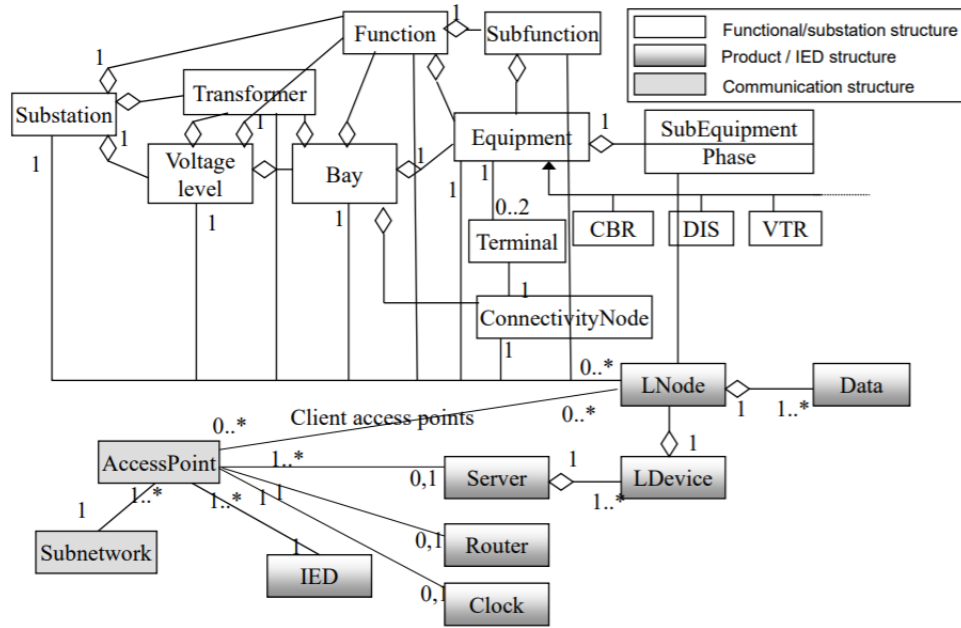 Function
1
Subfunction
Functional/substation structure
Product / IED structure
Communication structure
1
Substation
Transformer
1
1
Voltage
level
Bay
1
Equipment
1
SubEquipment
Phase
1
1
1
1
1
0..2
CBR
DIS
VTR
Terminal
1
ConnectivityNode
1
0..*
LNode
1
1..*
Data
Client access points
0..*
0..*
1
AccessPoint
1..*
0,1
Server
1
1..*
LDevice
1
1..*
1..*
1
1
Subnetwork
1
IED
0,1
Router
0,1
Clock